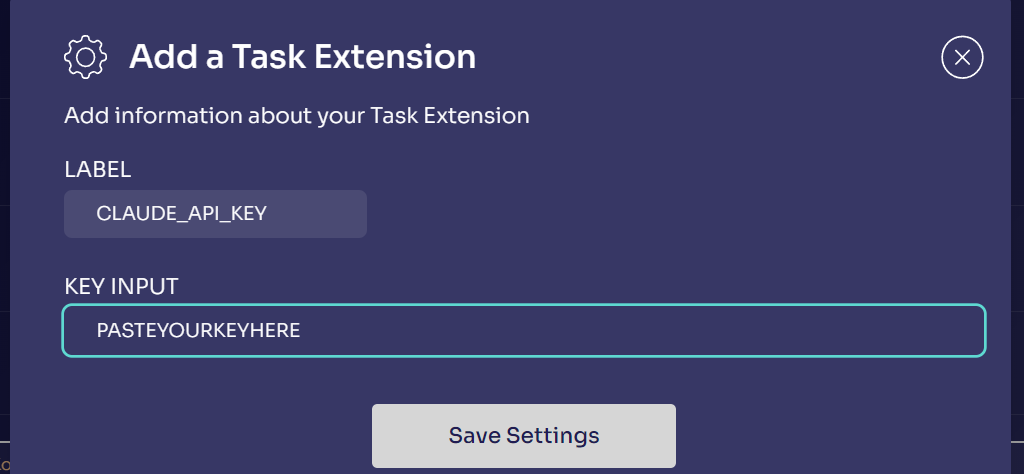 Add a Task Extension
Add information about your Task Extension
LABEL
CLAUDE_API_KEY
KEY INPUT
PASTEYOURKEYHERE
Save Settings